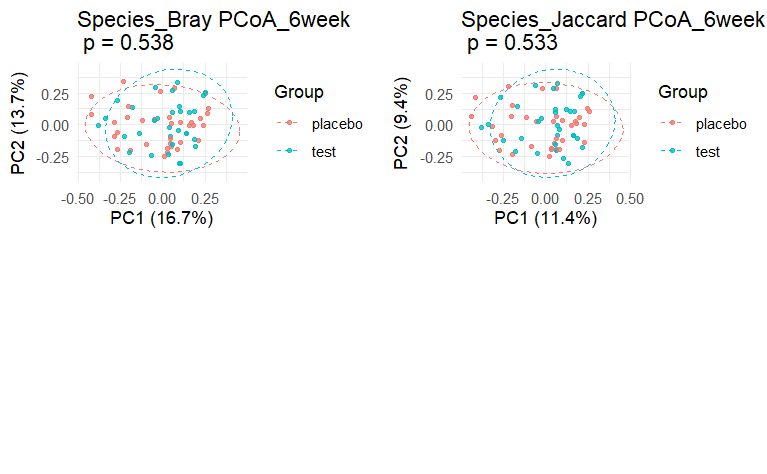 Species_Bray PCoA_6week
p = 0.538
PC2 (13.7%)
0.25
0.00
-0.25
-0.50 -0.25 0.00 0.25
PC1 (16.7%)
Group
placebo
test
Species_Jaccard PCoA_6week
p = 0.533
PC2 (9.4%)
0.25
0.00
-0.25
-0.25 0.00 0.25 0.50
PC1 (11.4%)
Group
placebo
test